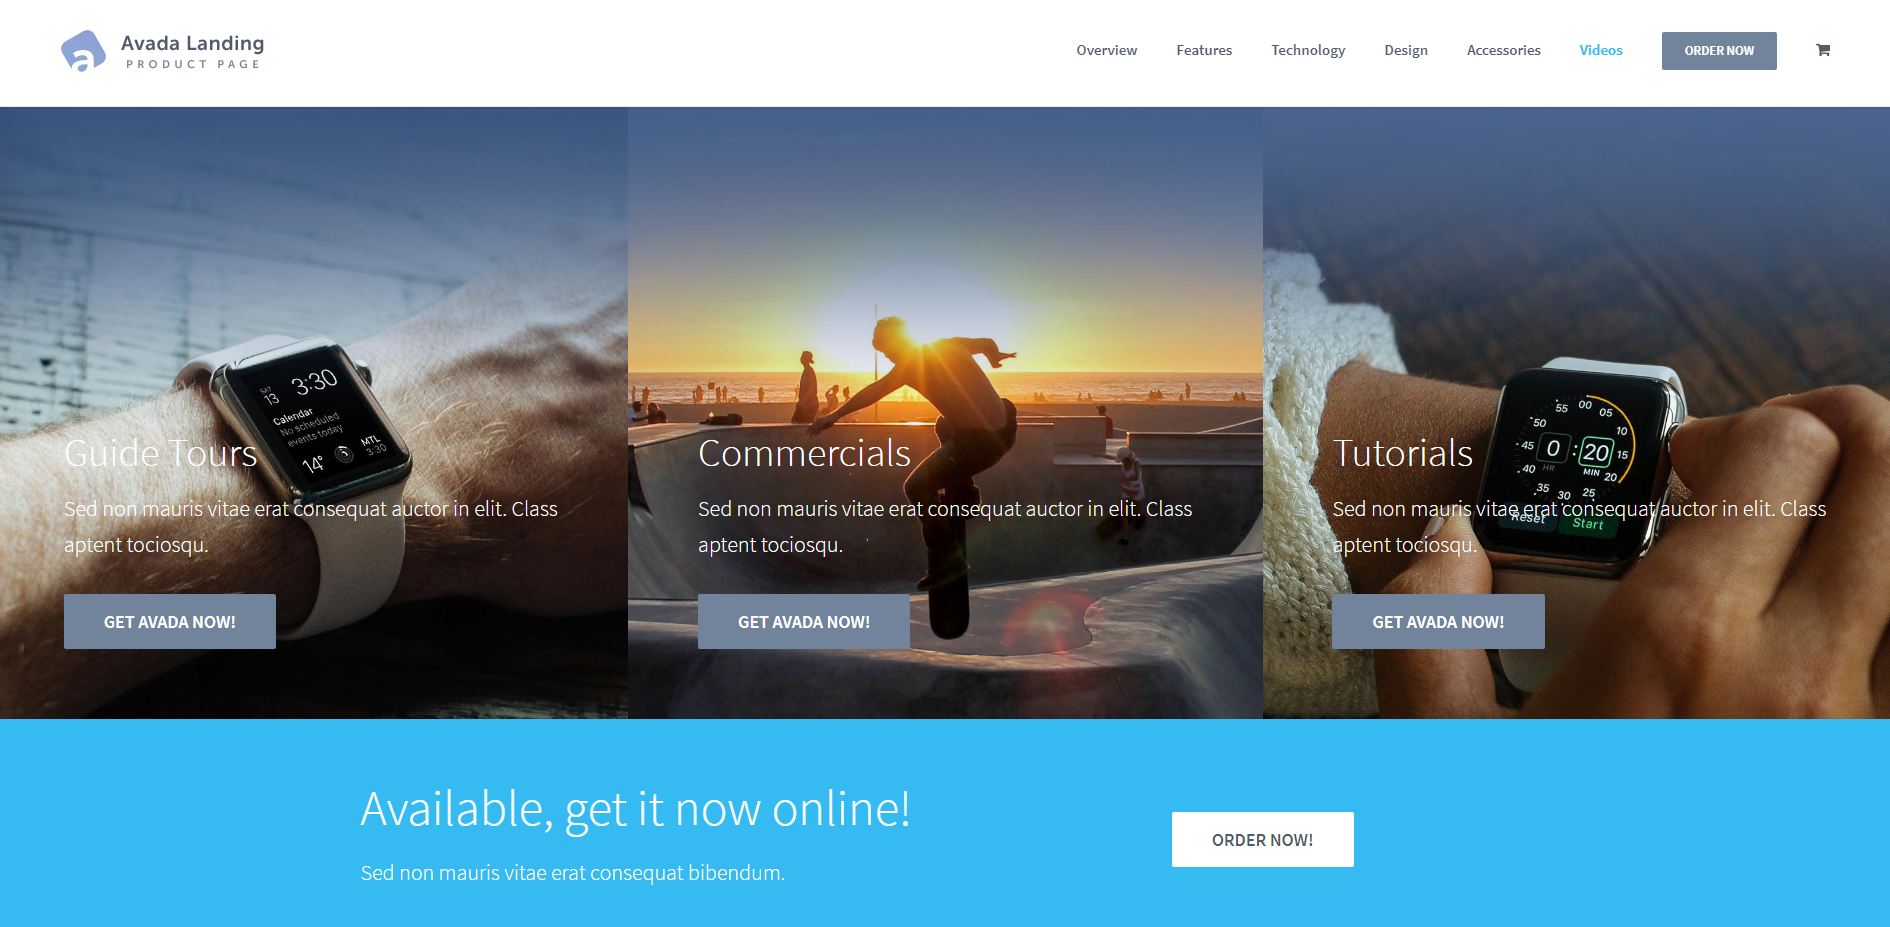 Avada Landing
PRODUCT PAGE
Overview
Features
Technology
Design
Accessories
Videos
ORDER NOW
SAT
13
3:30
Calendar
No scheduled
events today
14°
MTL
3:30
Guide Tours
Sed non mauris vitae erat consequat auctor in elit. Class
aptent tociosqu.
GET AVADA NOW!
Commercials
Sed non mauris vitae erat consequat auctor in elit. Class
aptent tociosqu.
GET AVADA NOW!
00
05
10
15
20
25
30
35
40
45
50
55
0:20
HR
MIN
Reset
Start
Tutorials
Sed non mauris vitae erat consequat auctor in elit. Class
aptent tociosqu.
GET AVADA NOW!
Available, get it now online!
Sed non mauris vitae erat consequat bibendum.
ORDER NOW!